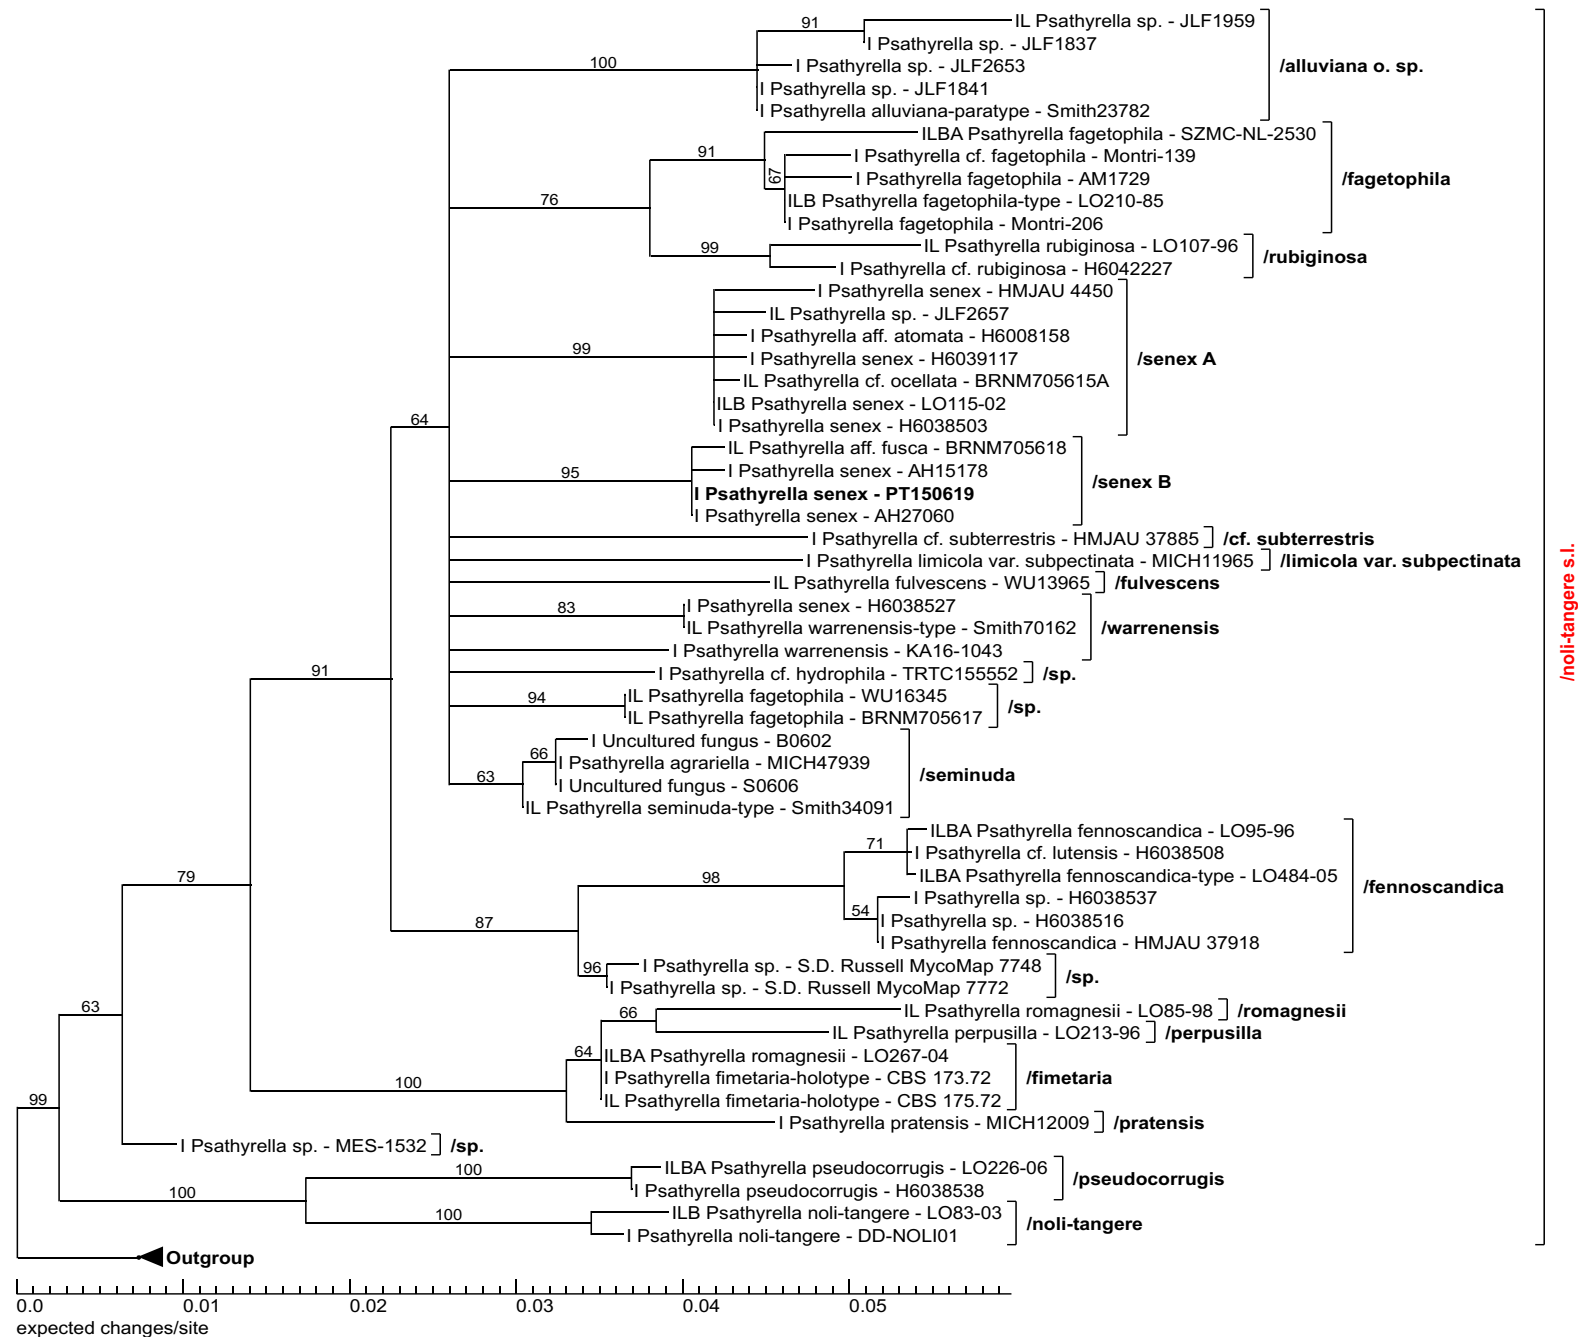 91
IL Psathyrella sp. - JLF1959
I Psathyrella sp. - JLF1837
100
I Psathyrella sp. - JLF2653
/alluviana o. sp.
I Psathyrella sp. - JLF1841
I Psathyrella alluviana-paratype - Smith23782
ILBA Psathyrella fagetophila - SZMC-NL-2530
91
I Psathyrella cf. fagetophila - Montri-139
67
I Psathyrella fagetophila - AM1729
/fagetophila
76
ILB Psathyrella fagetophila-type - LO210-85
I Psathyrella fagetophila - Montri-206
99
IL Psathyrella rubiginosa - LO107-96
/rubiginosa
I Psathyrella cf. rubiginosa - H6042227
I Psathyrella senex - HMJAU 4450
IL Psathyrella sp. - JLF2657
I Psathyrella aff. atomata - H6008158
99
I Psathyrella senex - H6039117
/senex A
IL Psathyrella cf. ocellata - BRNM705615A
ILB Psathyrella senex - LO115-02
64
I Psathyrella senex - H6038503
IL Psathyrella aff. fusca - BRNM705618
95
I Psathyrella senex - AH15178
/senex B
I Psathyrella senex - PT150619
I Psathyrella senex - AH27060
I Psathyrella cf. subterrestris - HMJAU 37885
/cf. subterrestris
I Psathyrella limicola var. subpectinata - MICH11965
/limicola var. subpectinata
IL Psathyrella fulvescens - WU13965
/fulvescens
83
I Psathyrella senex - H6038527
IL Psathyrella warrenensis-type - Smith70162
/warrenensis
I Psathyrella warrenensis - KA16-1043
91
I Psathyrella cf. hydrophila - TRTC155552
/sp.
94
IL Psathyrella fagetophila - WU16345
/sp.
IL Psathyrella fagetophila - BRNM705617
I Uncultured fungus - B0602
66
I Psathyrella agrariella - MICH47939
/seminuda
63
I Uncultured fungus - S0606
IL Psathyrella seminuda-type - Smith34091
ILBA Psathyrella fennoscandica - LO95-96
71
I Psathyrella cf. lutensis - H6038508
79
98
ILBA Psathyrella fennoscandica-type - LO484-05
/fennoscandica
I Psathyrella sp. - H6038537
54
87
I Psathyrella sp. - H6038516
I Psathyrella fennoscandica - HMJAU 37918
96
I Psathyrella sp. - S.D. Russell MycoMap 7748
/sp.
I Psathyrella sp. - S.D. Russell MycoMap 7772
63
66
IL Psathyrella romagnesii - LO85-98
/romagnesii
IL Psathyrella perpusilla - LO213-96
/perpusilla
64
ILBA Psathyrella romagnesii - LO267-04
100
I Psathyrella fimetaria-holotype - CBS 173.72
/fimetaria
99
IL Psathyrella fimetaria-holotype - CBS 175.72
I Psathyrella pratensis - MICH12009
/pratensis
I Psathyrella sp. - MES-1532
/sp.
100
ILBA Psathyrella pseudocorrugis - LO226-06
/pseudocorrugis
100
I Psathyrella pseudocorrugis - H6038538
100
ILB Psathyrella noli-tangere - LO83-03
/noli-tangere
I Psathyrella noli-tangere - DD-NOLI01
Outgroup
/noli-tangere s.l.
0.0 0.01 0.02 0.03 0.04 0.05
expected changes/site